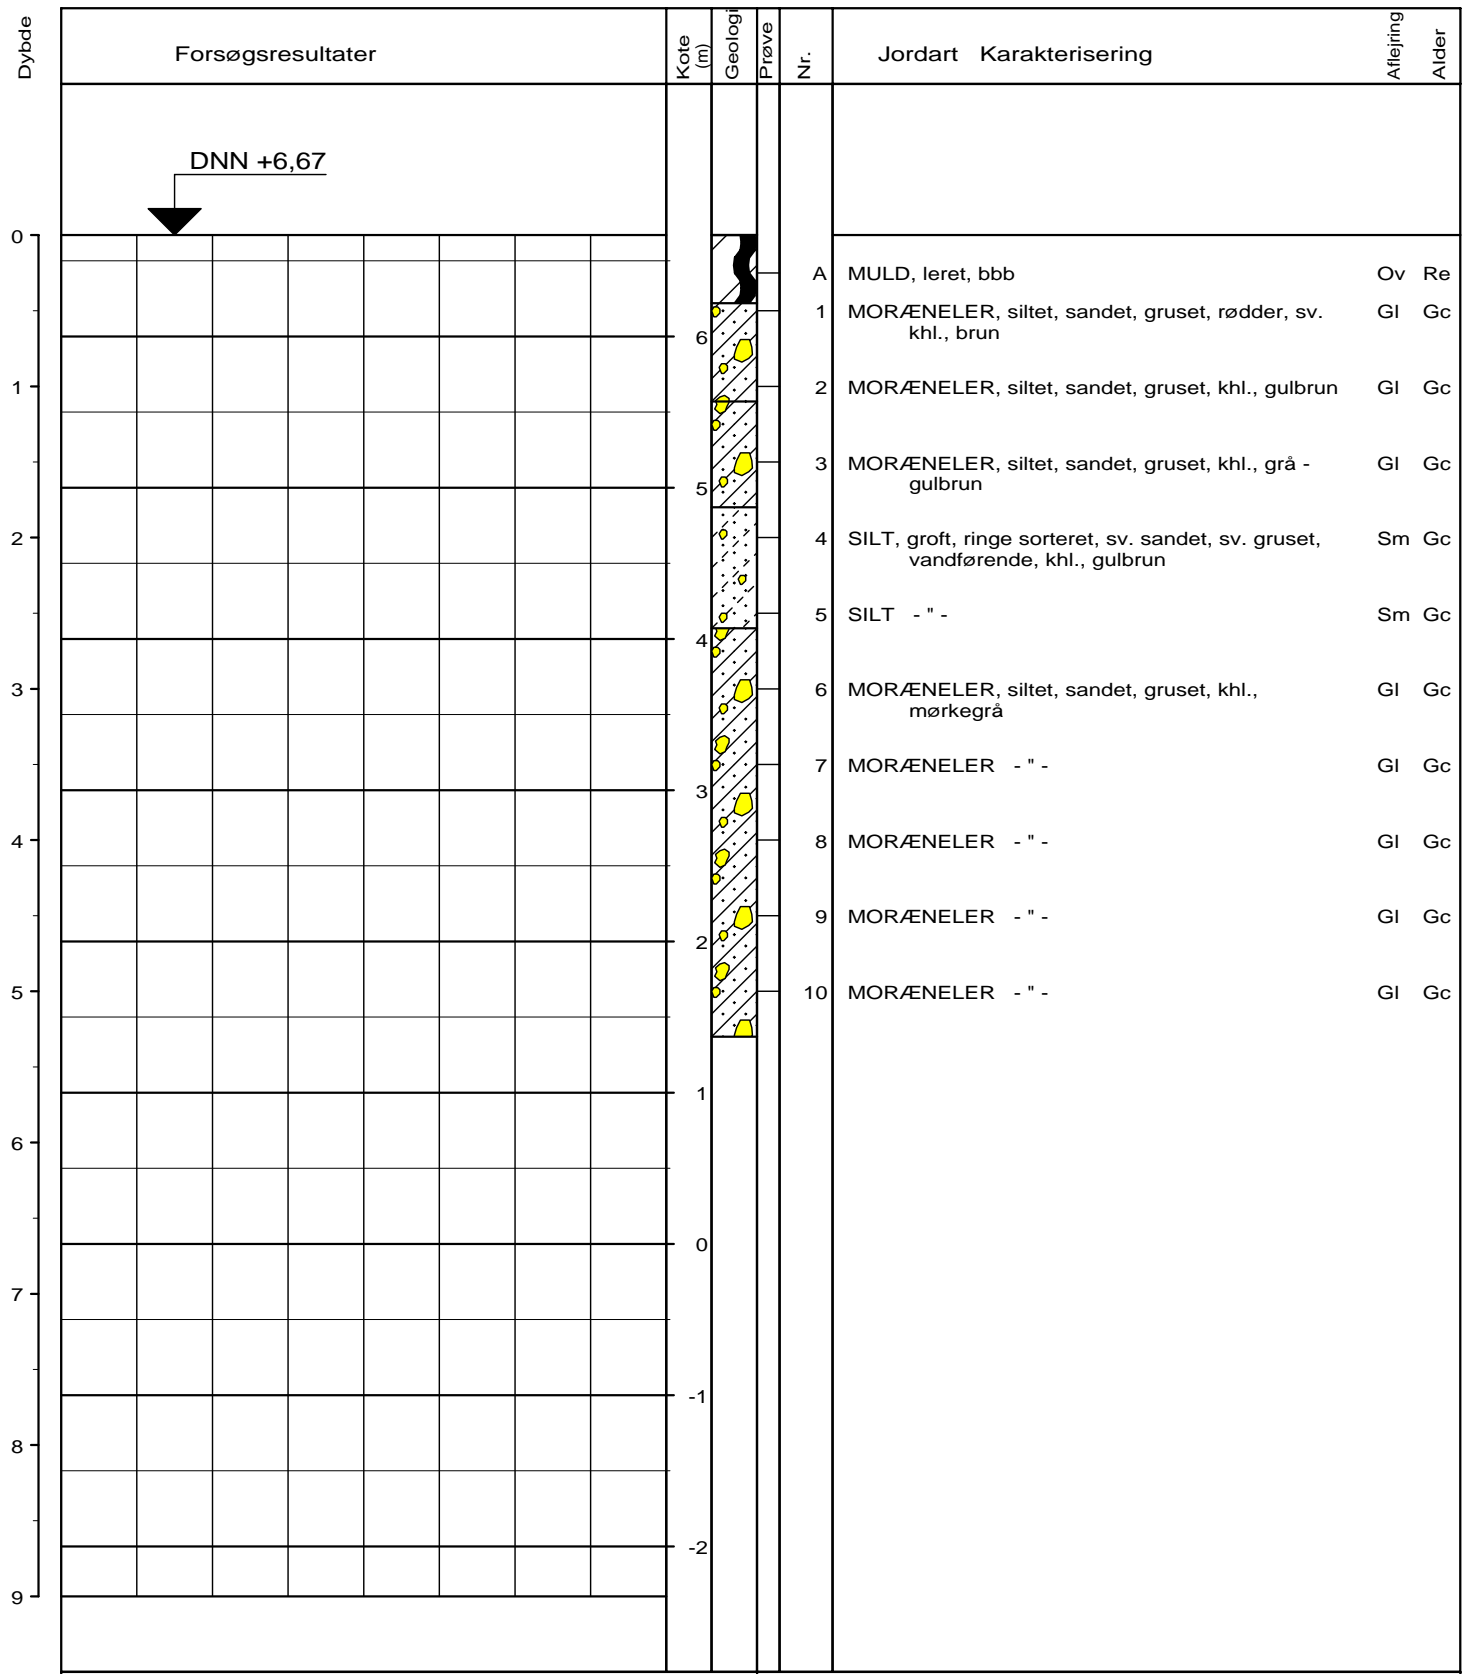 Dybde
Forsøgsresultater
Kote (m)
Geologi
Prøve
Nr.
Jordart Karakterisering
Aflejring
Alder
DNN +6,67
0
A MULD, leret, bbb Ov Re
1 MORÆNELER, siltet, sandet, gruset, rødder, sv. Gl Gc
khl., brun
6
1
2 MORÆNELER, siltet, sandet, gruset, khl., gulbrun Gl Gc
3 MORÆNELER, siltet, sandet, gruset, khl., grå - Gl Gc
gulbrun
5
2
4 SILT, groft, ringe sorteret, sv. sandet, sv. gruset, Sm Gc
vandførende, khl., gulbrun
5 SILT - " - Sm Gc
4
3
6 MORÆNELER, siltet, sandet, gruset, khl., Gl Gc
mørkegrå
7 MORÆNELER - " - Gl Gc
3
4
8 MORÆNELER - " - Gl Gc
9 MORÆNELER - " - Gl Gc
2
5
10 MORÆNELER - " - Gl Gc
1
6
0
7
-1
8
-2
9